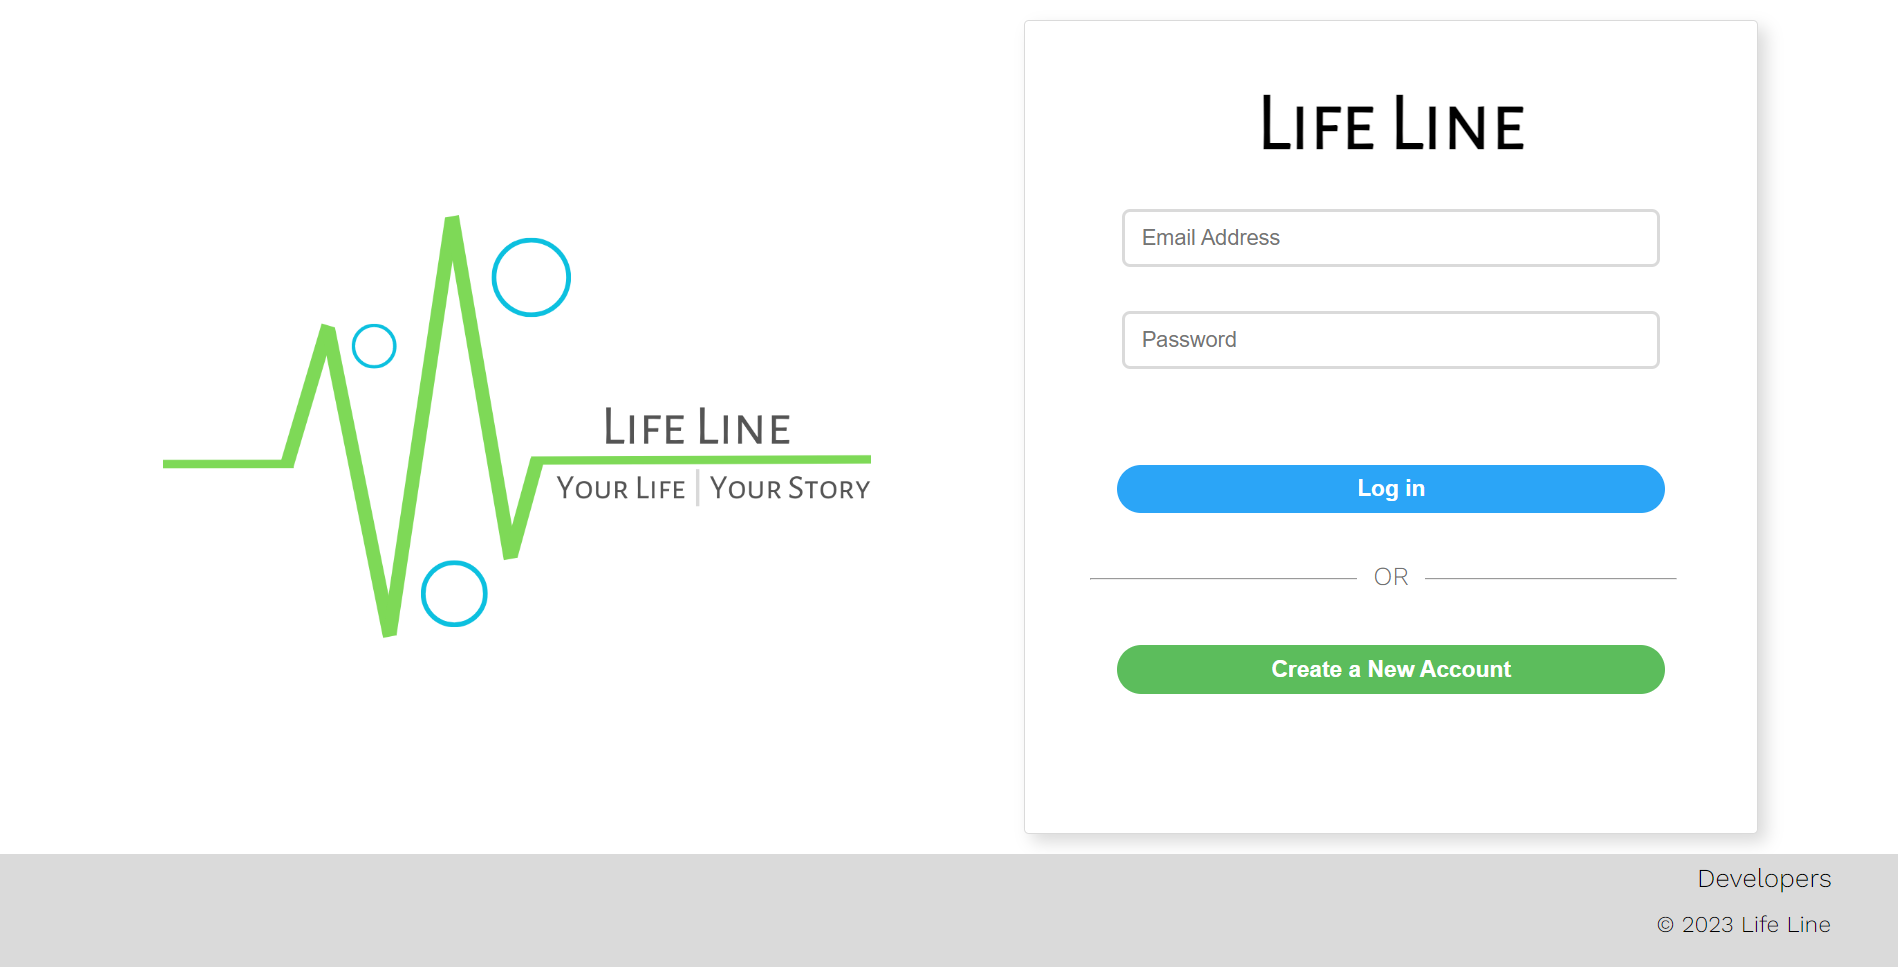 Life Line
Your Life | Your Story
Life Line
Email Address
Password
Log in
OR
Create a New Account
Developers
© 2023 Life Line